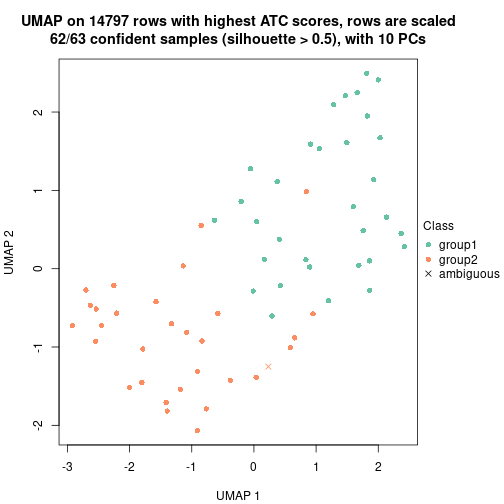 UMAP on 14797 rows with highest ATC scores, rows are scaled
62/63 confident samples (silhouette > 0.5), with 10 PCs
UMAP 2
2
1
0
-1
-2
-3
-2
-1
0
1
2
UMAP 1
Class
group1
group2
ambiguous